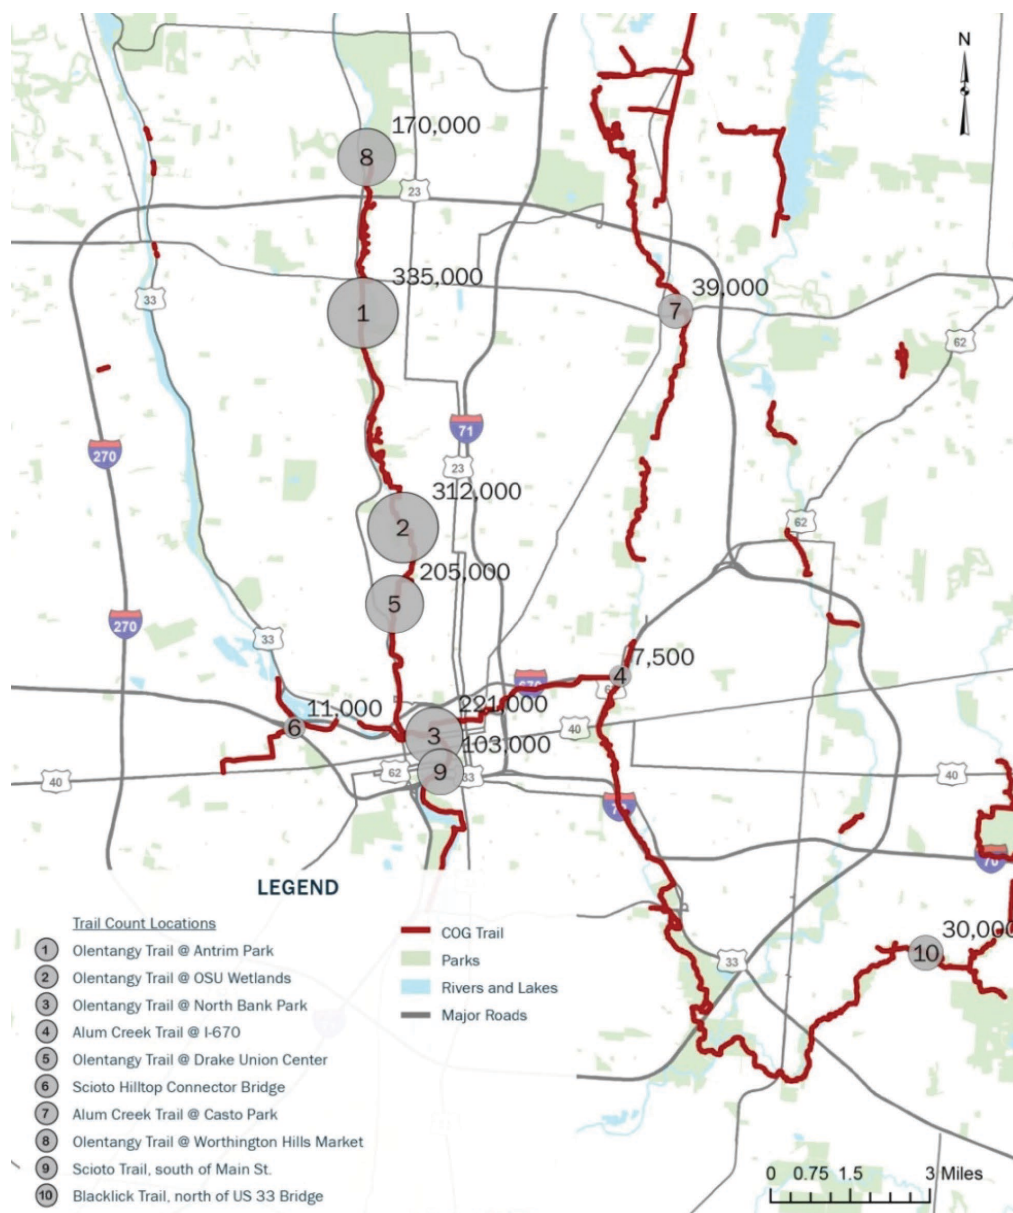 N
170,000
8
23
335,000
1
39,000
7
33
62
270
71
23
312,000
2
62
205,000
5
270
33
7,500
4
11,000
6
221,000
3
40
103,000
9
62
33
40
40
70
LEGEND
Trail Count Locations
1 Olentangy Trail @ Antrim Park
2 Olentangy Trail @ OSU Wetlands
3 Olentangy Trail @ North Bank Park
4 Alum Creek Trail @ I-670
5 Olentangy Trail @ Drake Union Center
6 Scioto Hilltop Connector Bridge
7 Alum Creek Trail @ Casto Park
8 Olentangy Trail @ Worthington Hills Market
9 Scioto Trail, south of Main St.
10 Blacklick Trail, north of US 33 Bridge
COG Trail
Parks
Rivers and Lakes
Major Roads
30,000
10
33
0 0.75 1.5 3 Miles